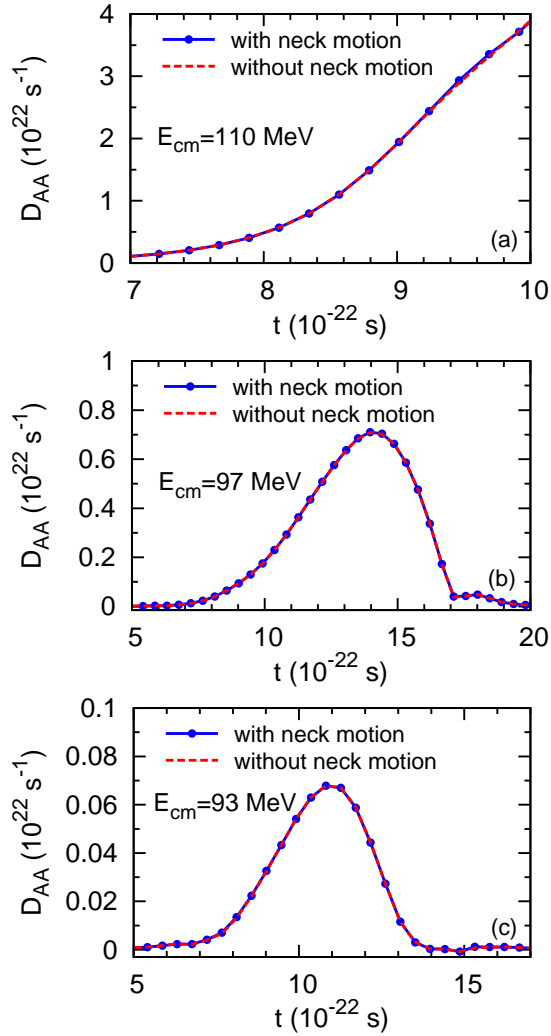 4
3
2
1
0
D_AA (10^22 s^-1)
with neck motion
without neck motion
E_cm=110 MeV
(a)
7 8 9 10
t (10^-22 s)
1
0.8
0.6
0.4
0.2
0
D_AA (10^22 s^-1)
with neck motion
without neck motion
E_cm=97 MeV
(b)
5 10 15 20
t (10^-22 s)
0.1
0.08
0.06
0.04
0.02
0
D_AA (10^22 s^-1)
with neck motion
without neck motion
E_cm=93 MeV
(c)
5 10 15
t (10^-22 s)